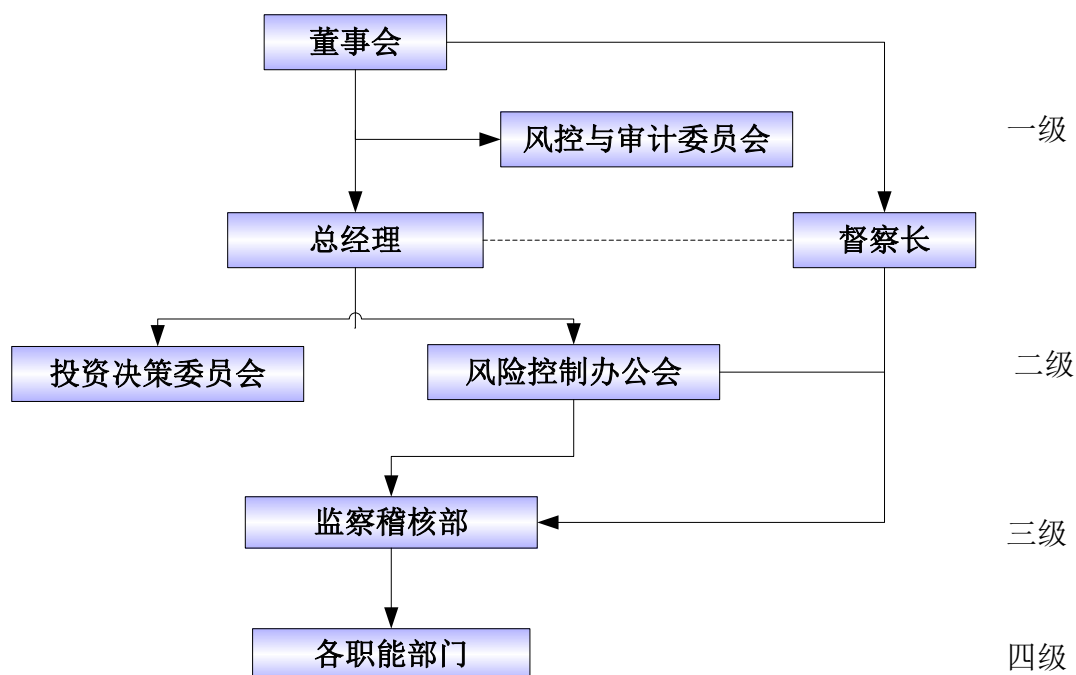 董事会
风控与审计委员会
一级
总经理
督察长
投资决策委员会
风险控制办公会
二级
监察稽核部
三级
各职能部门
四级